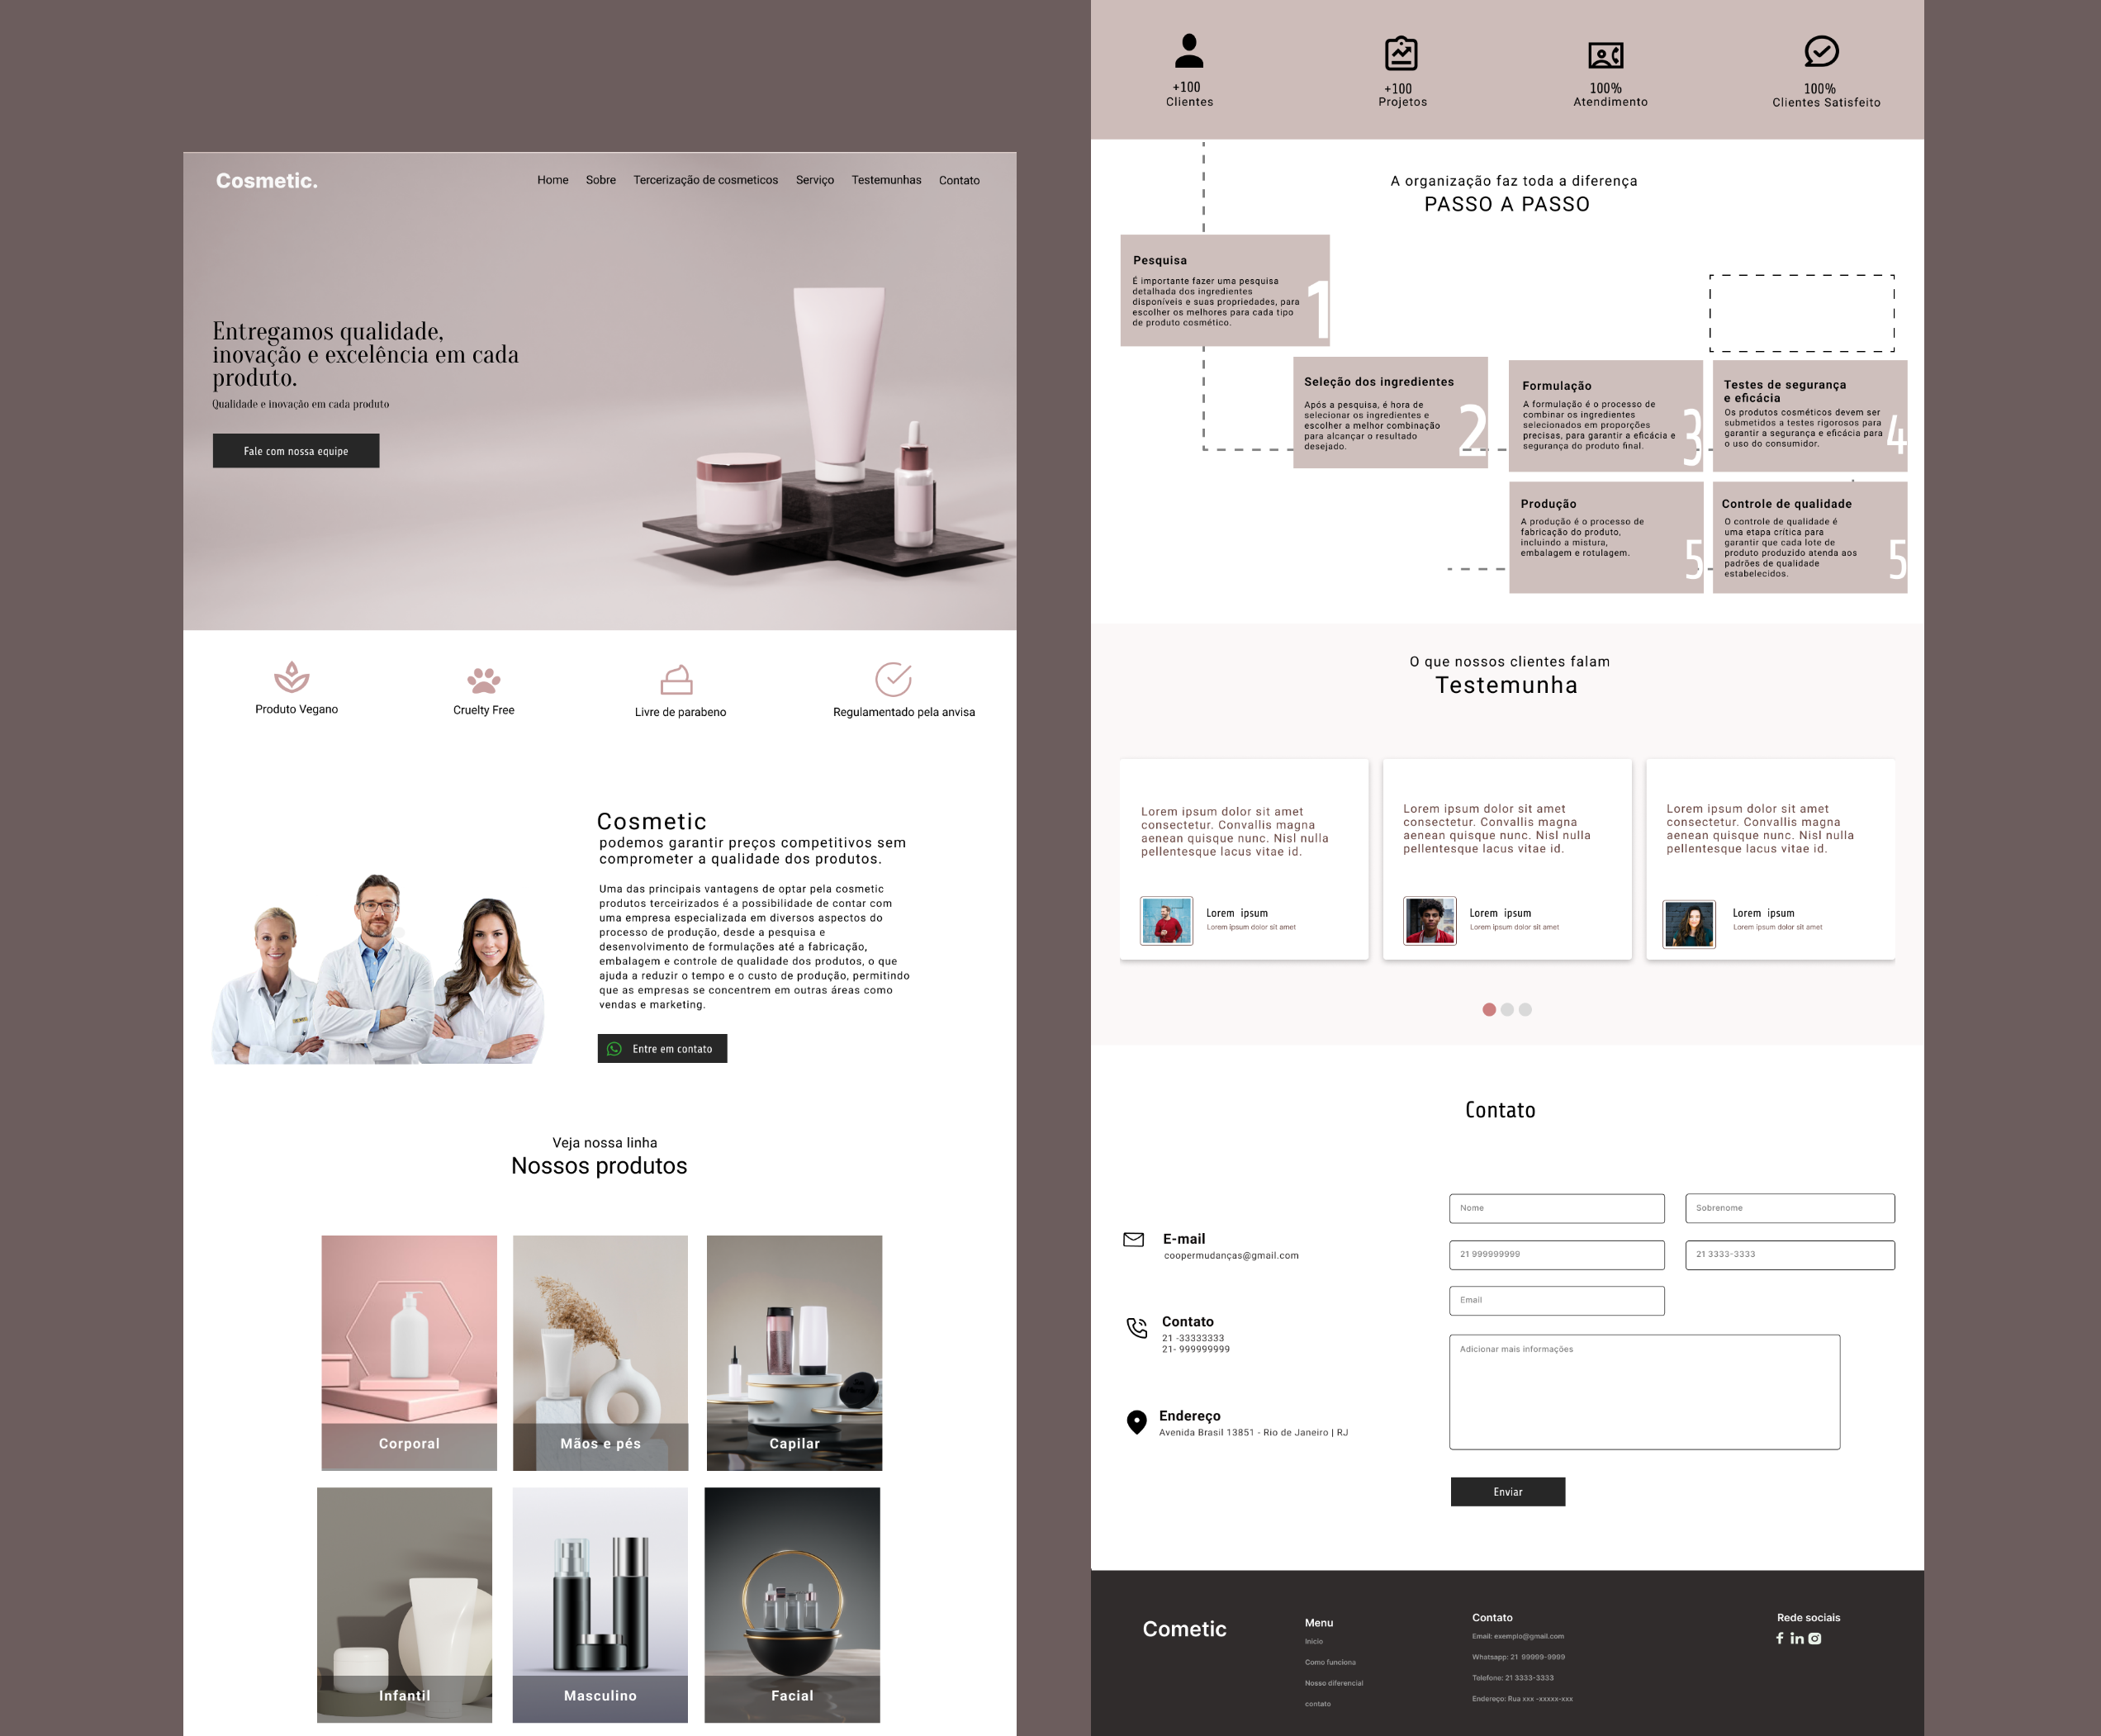 Cosmetic.
Home Sobre Tercerização de cosmeticos Serviço Testemunhas Contato
Entregamos qualidade,
inovação e excelência em cada
produto.
Qualidade e inovação em cada produto
Fale com nossa equipe
Produto Vegano
Cruelty Free
Livre de parabeno
Regulamentado pela anvisa
Cosmetic
podemos garantir preços competitivos sem
comprometer a qualidade dos produtos.
Uma das principais vantagens de optar pela cosmetic
produtos terceirizados é a possibilidade de contar com
uma empresa especializada em diversos aspectos do
processo de produção, desde a pesquisa e
desenvolvimento de formulações até a fabricação,
embalagem e controle de qualidade dos produtos, o que
ajuda a reduzir o tempo e o custo de produção, permitindo
que as empresas se concentrem em outras áreas como
vendas e marketing.
Entre em contato
Veja nossa linha
Nossos produtos
Corporal
Mãos e pés
Capilar
Infantil
Masculino
Facial
+100
Clientes
+100
Projetos
100%
Atendimento
100%
Clientes Satisfeito
A organização faz toda a diferença
PASSO A PASSO
Pesquisa
É importante fazer uma pesquisa
detalhada dos ingredientes
disponíveis e suas propriedades, para
escolher os melhores para cada tipo
de produto cosmético.
1
Seleção dos ingredientes
Após a pesquisa, é hora de
selecionar os ingredientes e
escolher a melhor combinação
para alcançar o resultado
desejado.
2
Formulação
A formulação é o processo de
combinar os ingredientes
selecionados em proporções
precisas, para garantir a eficácia e
segurança do produto final.
3
Testes de segurança
e eficácia
Os produtos cosméticos devem ser
submetidos a testes rigorosos para
garantir a segurança e eficácia para
o uso do consumidor.
4
Produção
A produção é o processo de
fabricação do produto,
incluindo a mistura,
embalagem e rotulagem.
5
Controle de qualidade
O controle de qualidade é
uma etapa crítica para
garantir que cada lote de
produto produzido atenda aos
padrões de qualidade
estabelecidos.
5
O que nossos clientes falam
Testemunha
Lorem ipsum dolor sit amet
consectetur. Convallis magna
aenean quisque nunc. Nisl nulla
pellentesque lacus vitae id.
Lorem ipsum
Lorem ipsum dolor sit amet
Lorem ipsum dolor sit amet
consectetur. Convallis magna
aenean quisque nunc. Nisl nulla
pellentesque lacus vitae id.
Lorem ipsum
Lorem ipsum dolor sit amet
Lorem ipsum dolor sit amet
consectetur. Convallis magna
aenean quisque nunc. Nisl nulla
pellentesque lacus vitae id.
Lorem ipsum
Lorem ipsum dolor sit amet
Contato
E-mail
coopermudanças@gmail.com
Contato
21 -33333333
21- 999999999
Endereço
Avenida Brasil 13851 - Rio de Janeiro | RJ
Nome
Sobrenome
21 999999999
21 3333-3333
Email
Adicionar mais informações
Enviar
Cometic
Menu
Inicio
Como funciona
Nosso diferencial
contato
Contato
Email: exemplo@gmail.com
Whatsapp: 21 99999-9999
Telefone: 21 3333-3333
Endereço: Rua xxx -xxxxx-xxx
Rede sociais